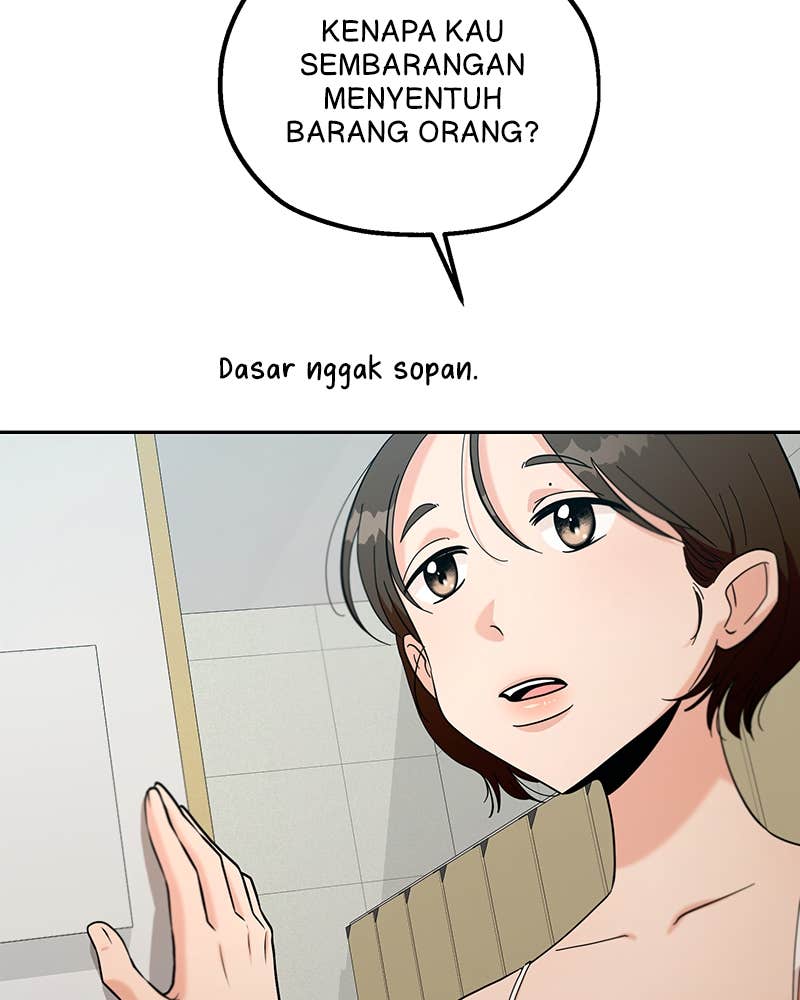 KENAPA KAU
SEMBARANGAN
MENYENTUH
BARANG ORANG?
Dasar nggak sopan.